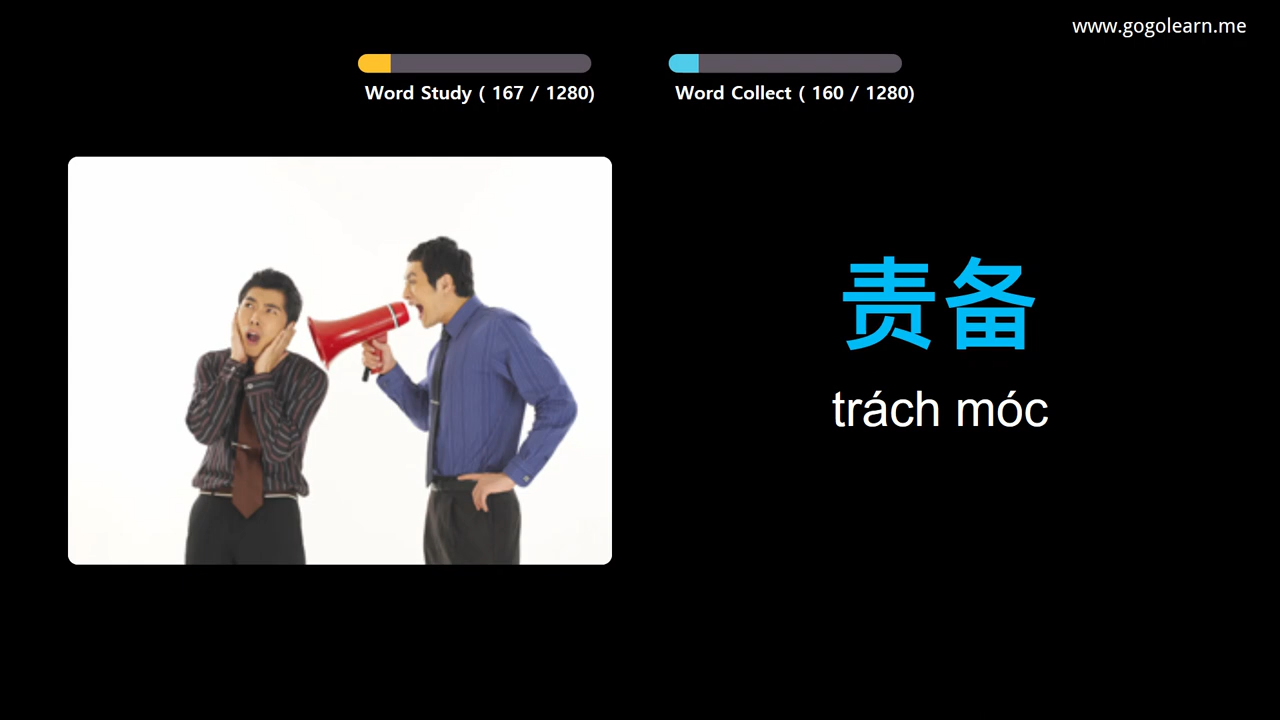 www.gogolearn.me
Word Study ( 167 / 1280)
Word Collect ( 160 / 1280)
责备
trách móc